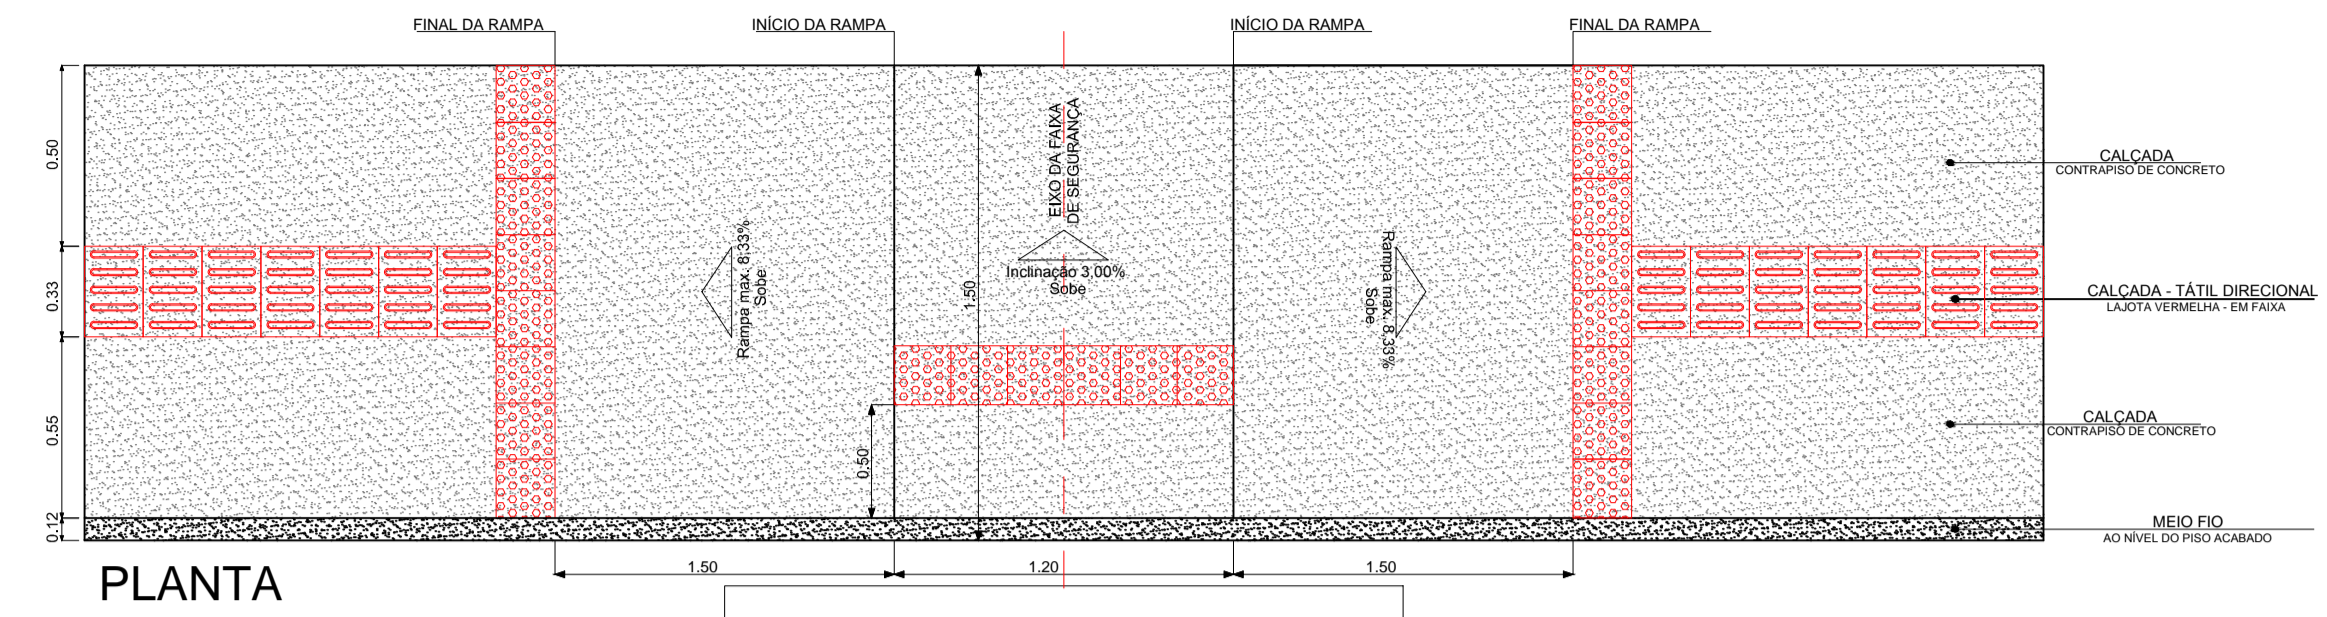 FINAL DA RAMPA
INÍCIO DA RAMPA
INÍCIO DA RAMPA
FINAL DA RAMPA
0.50
0.33
0.55
0.12
Rampa max. 8.33%
Sobe
EIXO DA FAIXA
DE SEGURANÇA
Inclinação 3,00%
Sobe
1.50
0.50
Rampa max. 8.33%
Sobe
CALÇADA
CONTRAPISO DE CONCRETO
CALÇADA - TÁTIL DIRECIONAL
LAJOTA VERMELHA - EM FAIXA
CALÇADA
CONTRAPISO DE CONCRETO
MEIO FIO
AO NÍVEL DO PISO ACABADO
1.50
1.20
1.50
PLANTA